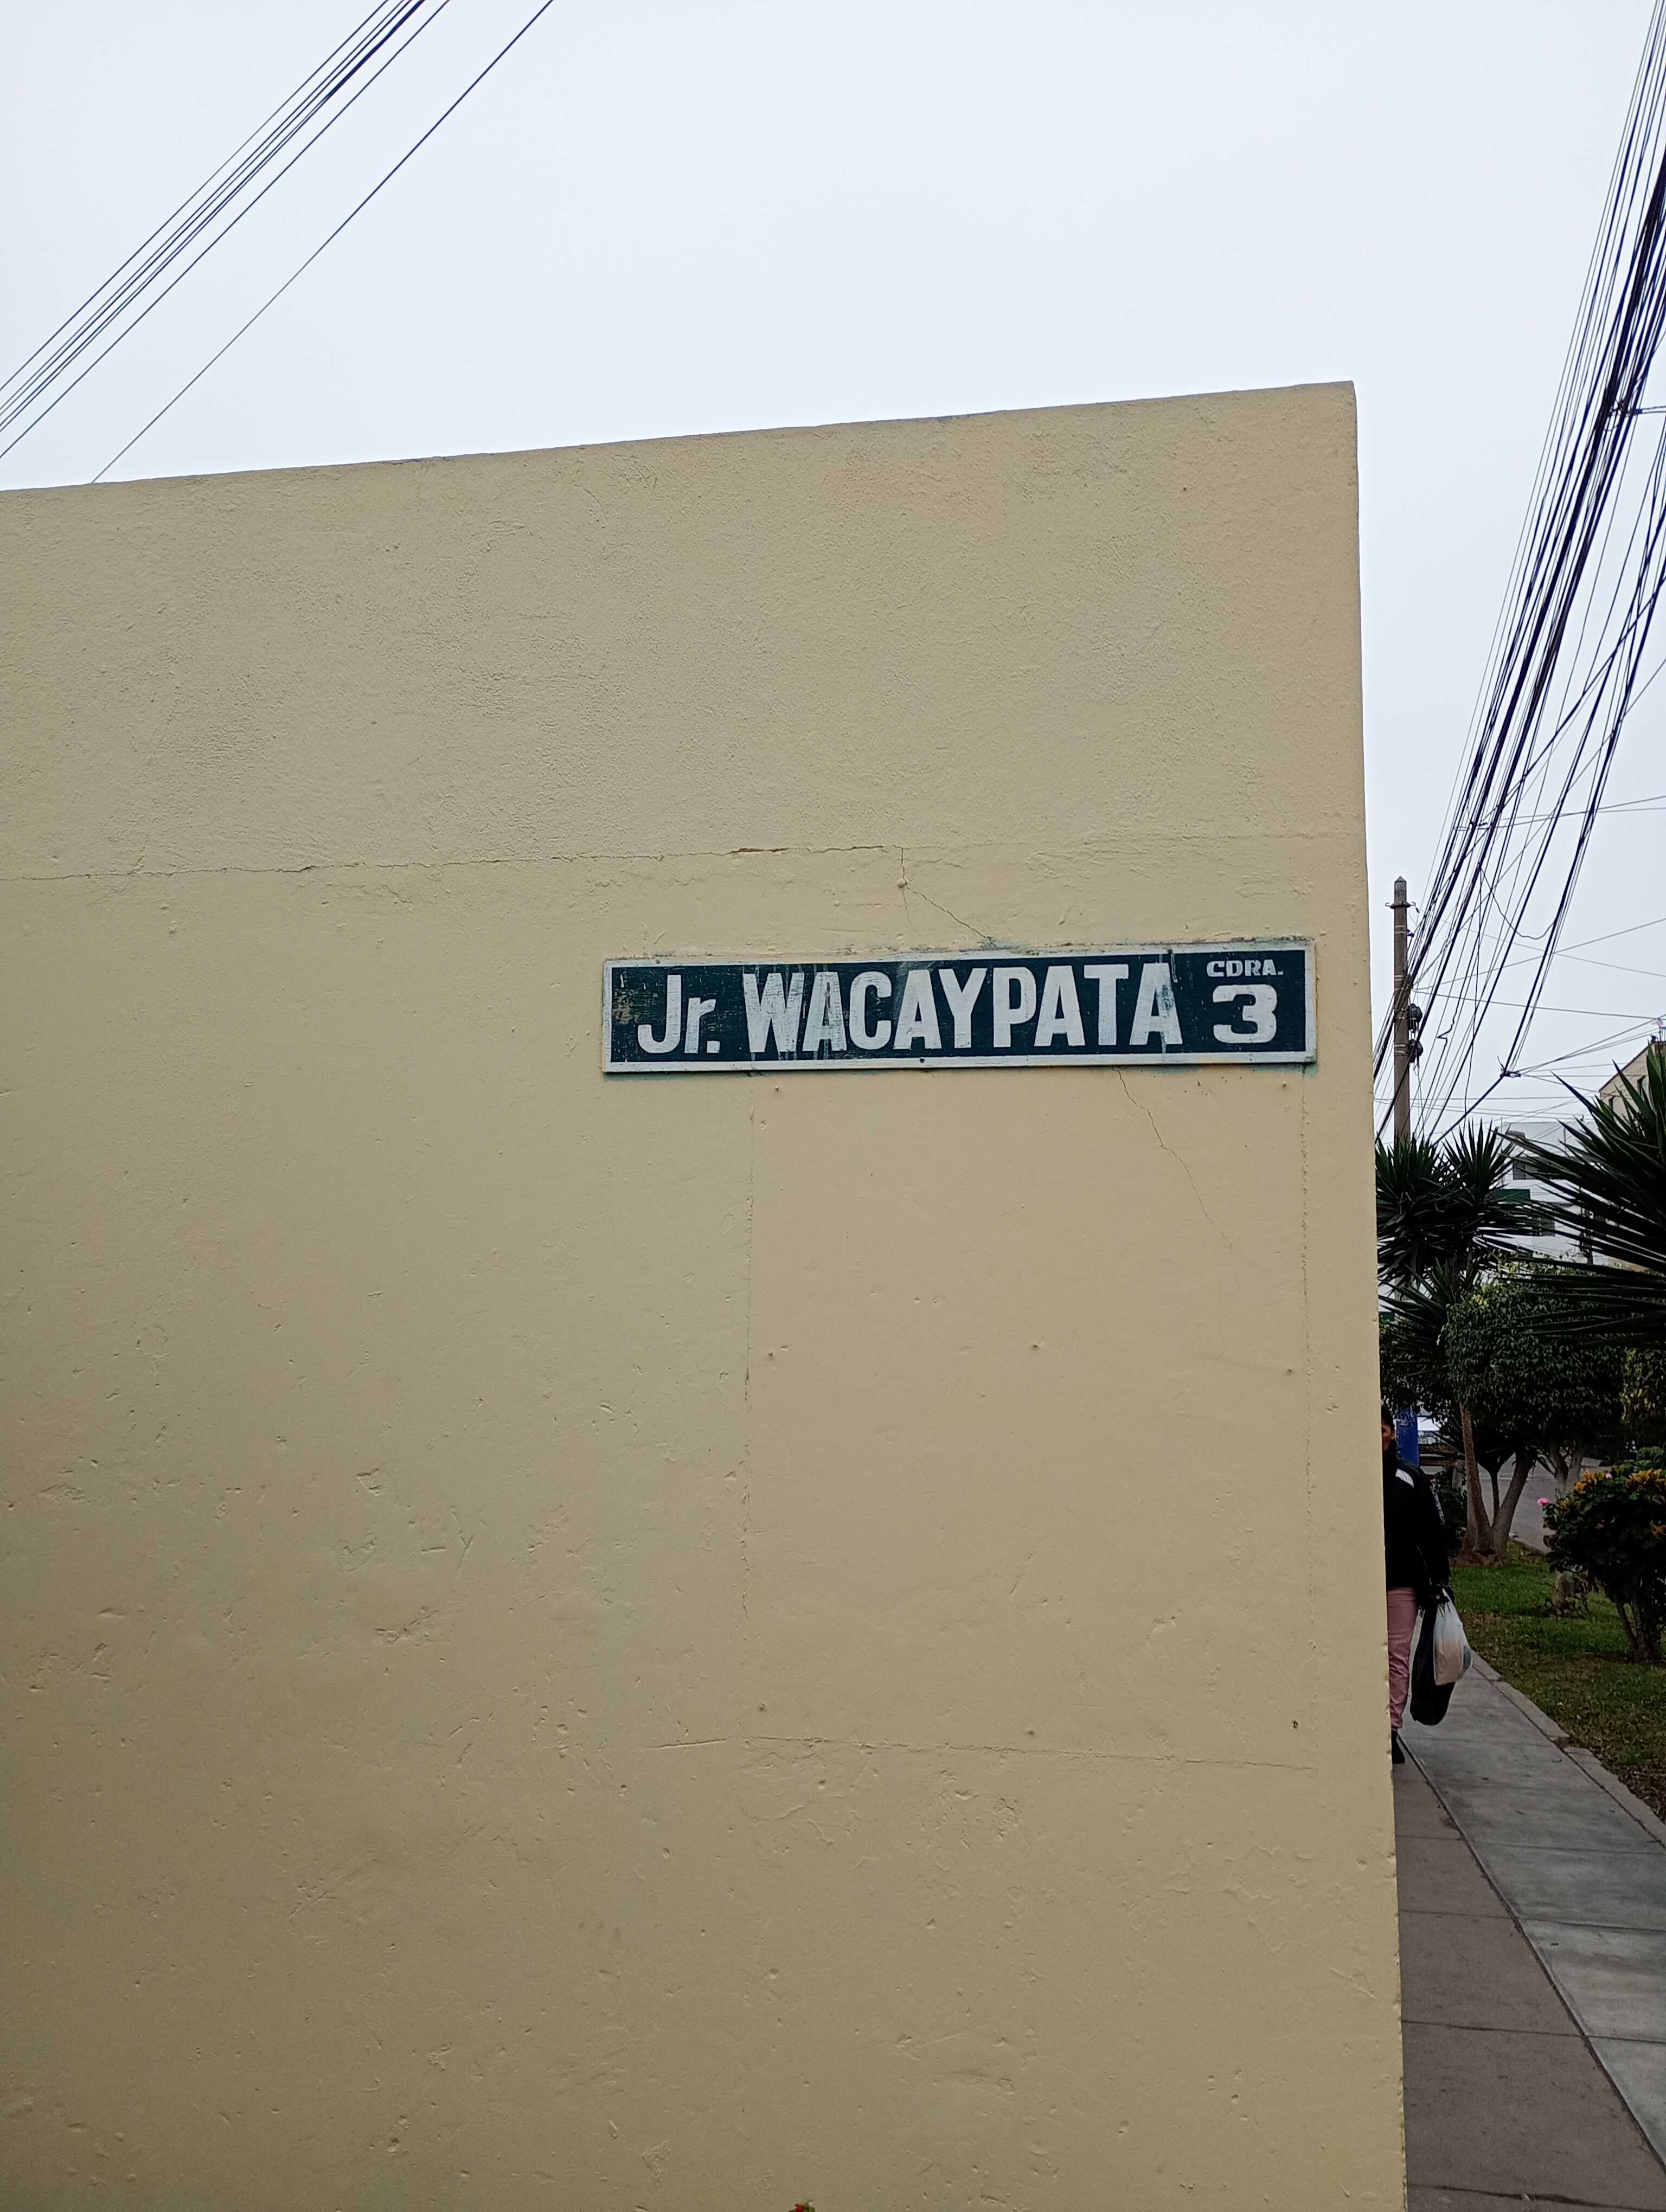 Jr. WACAYPATA CDRA. 3